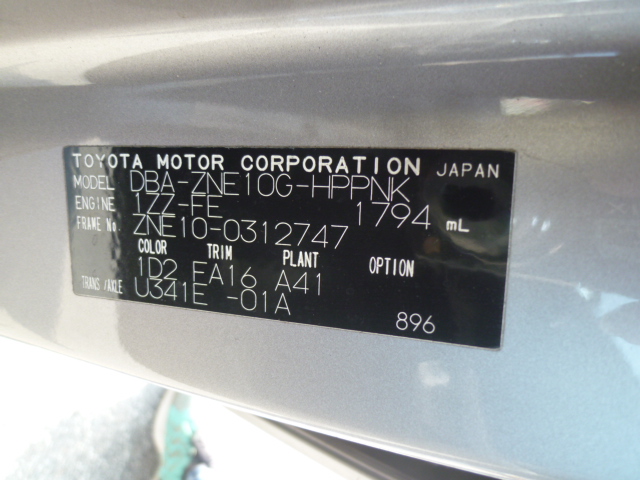 TOYOTA MOTOR CORPORATION JAPAN
MODEL DBA-ZNE10G-HPPNK
ENGINE 1ZZ-FE 1794 mL
FRAME No. ZNE10-0312747
COLOR TRIM PLANT OPTION
1D2 FA16 A41
TRANS/AXLE U341E -01A
896